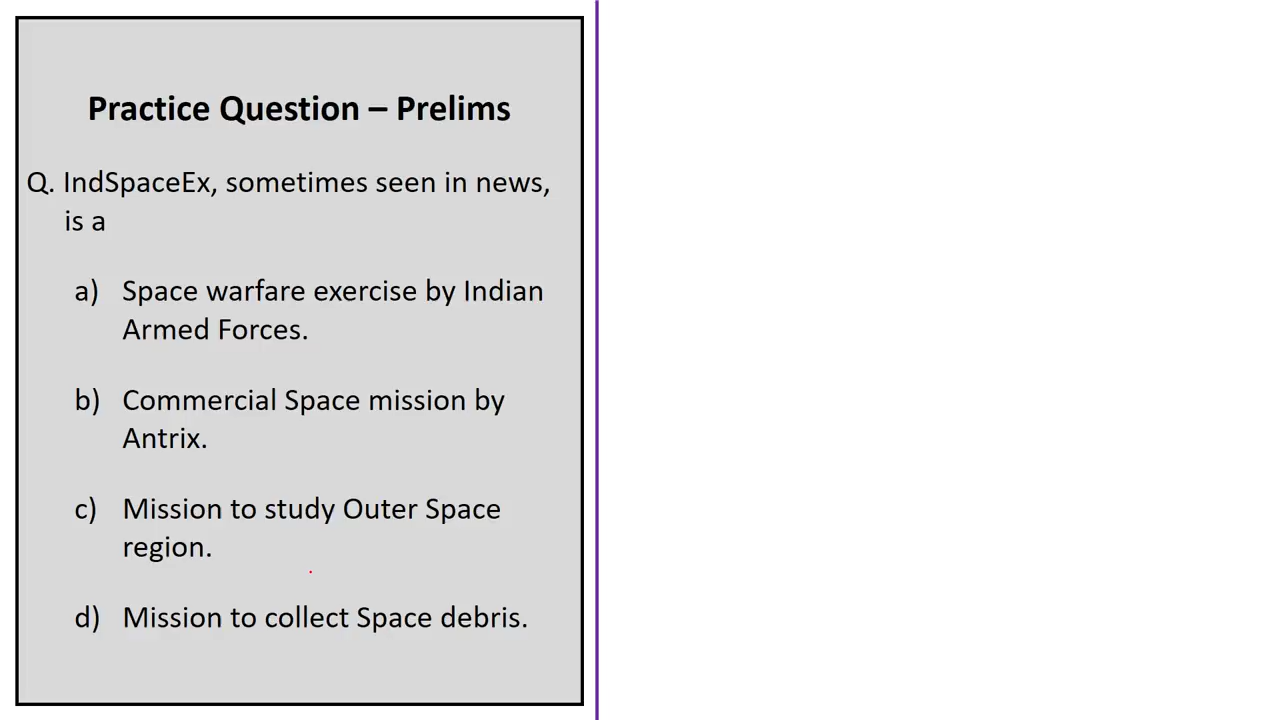 Practice Question – Prelims
Q. IndSpaceEx, sometimes seen in news,
is a
a) Space warfare exercise by Indian
Armed Forces.
b) Commercial Space mission by
Antrix.
c) Mission to study Outer Space
region.
d) Mission to collect Space debris.